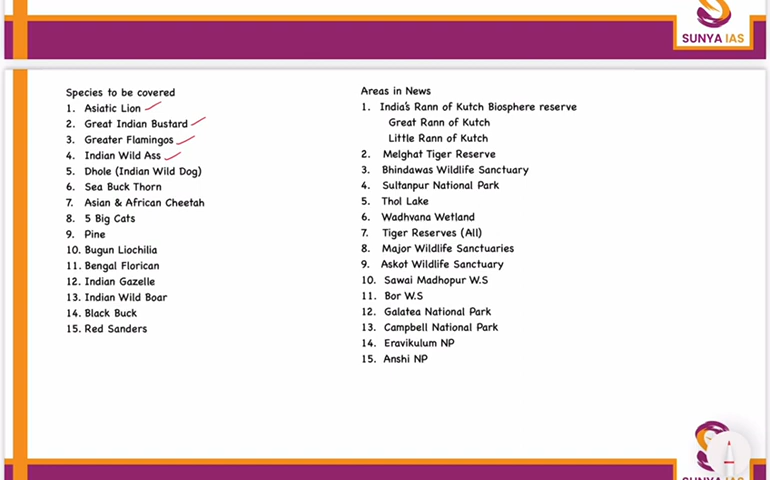 SUNYA IAS
Species to be covered
1. Asiatic Lion
2. Great Indian Bustard
3. Greater Flamingos
4. Indian Wild Ass
5. Dhole (Indian Wild Dog)
6. Sea Buck Thorn
7. Asian & African Cheetah
8. 5 Big Cats
9. Pine
10. Bugun Liochilia
11. Bengal Florican
12. Indian Gazelle
13. Indian Wild Boar
14. Black Buck
15. Red Sanders
Areas in News
1. India's Rann of Kutch Biosphere reserve
Great Rann of Kutch
Little Rann of Kutch
2. Melghat Tiger Reserve
3. Bhindawas Wildlife Sanctuary
4. Sultanpur National Park
5. Thol Lake
6. Wadhvana Wetland
7. Tiger Reserves (All)
8. Major Wildlife Sanctuaries
9. Askot Wildlife Sanctuary
10. Sawai Madhopur W.S
11. Bor W.S
12. Galatea National Park
13. Campbell National Park
14. Eravikulum NP
15. Anshi NP
SUNYA IAS